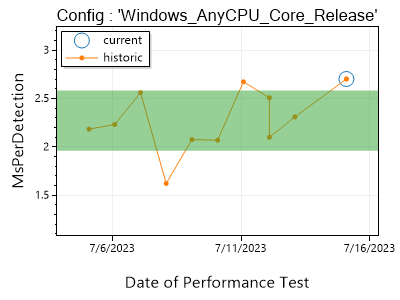 Config : 'Windows_AnyCPU_Core_Release'
current
historic
3
2.5
2
1.5
MsPerDetection
7/6/2023
7/11/2023
7/16/2023
Date of Performance Test